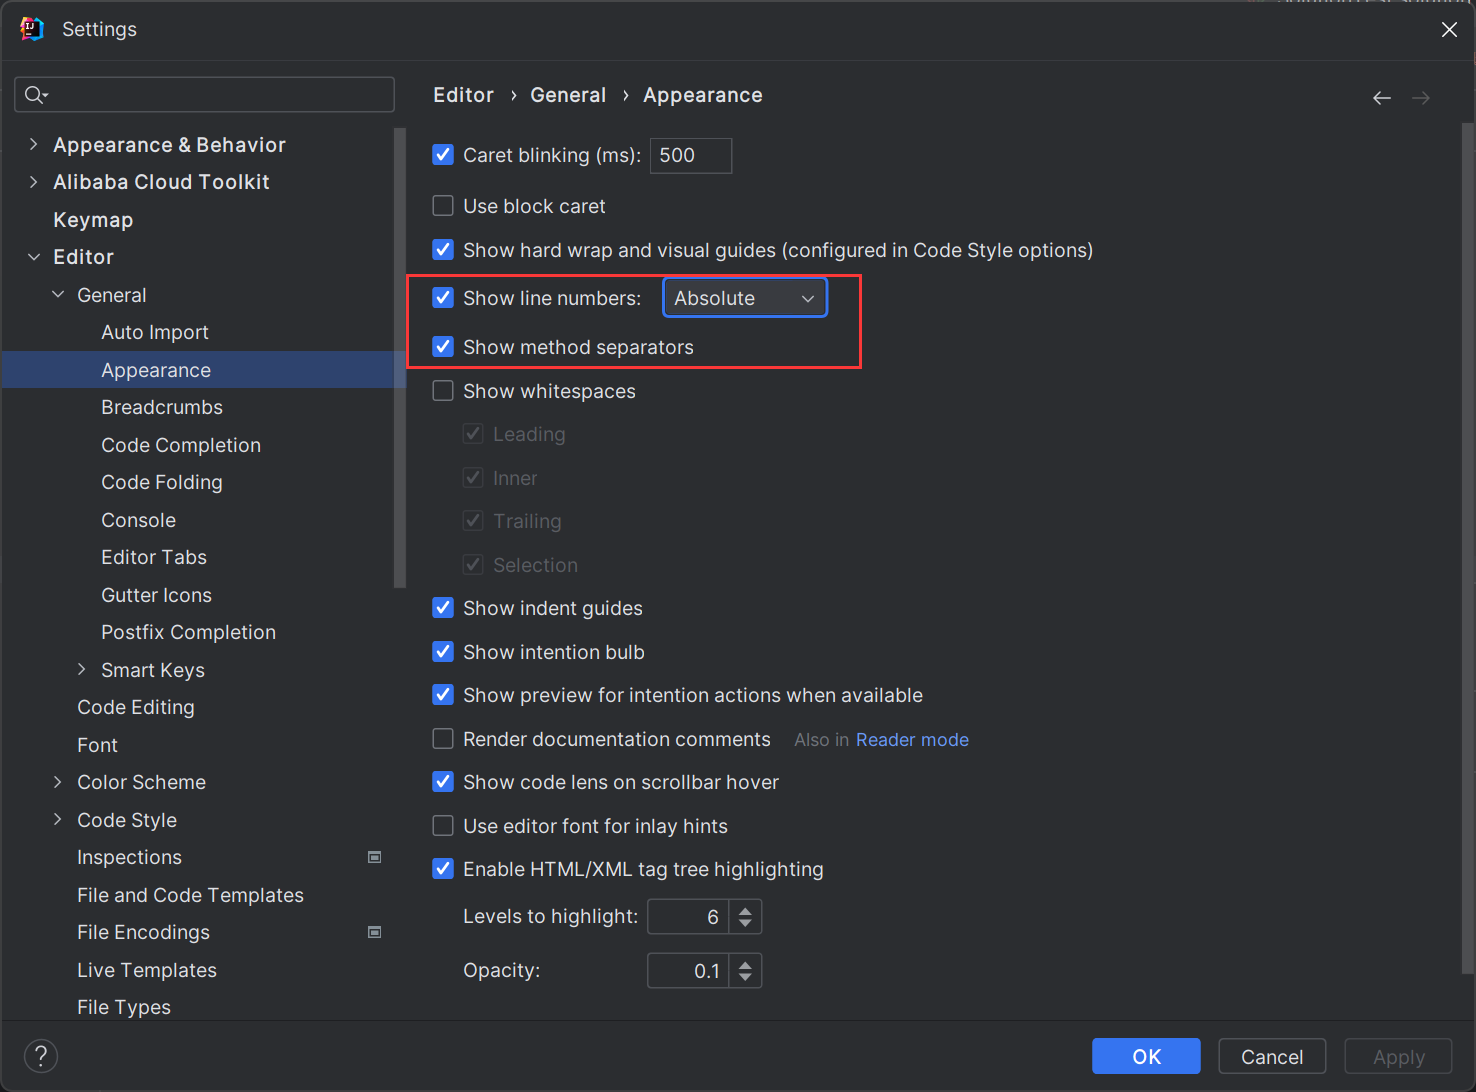 Settings
Appearance & Behavior
Alibaba Cloud Toolkit
Keymap
Editor
General
Auto Import
Appearance
Breadcrumbs
Code Completion
Code Folding
Console
Editor Tabs
Gutter Icons
Postfix Completion
Smart Keys
Code Editing
Font
Color Scheme
Code Style
Inspections
File and Code Templates
File Encodings
Live Templates
File Types
Editor › General › Appearance
Caret blinking (ms): 500
Use block caret
Show hard wrap and visual guides (configured in Code Style options)
Show line numbers: Absolute
Show method separators
Show whitespaces
Leading
Inner
Trailing
Selection
Show indent guides
Show intention bulb
Show preview for intention actions when available
Render documentation comments Also in Reader mode
Show code lens on scrollbar hover
Use editor font for inlay hints
Enable HTML/XML tag tree highlighting
Levels to highlight: 6
Opacity: 0.1
? OK Cancel Apply